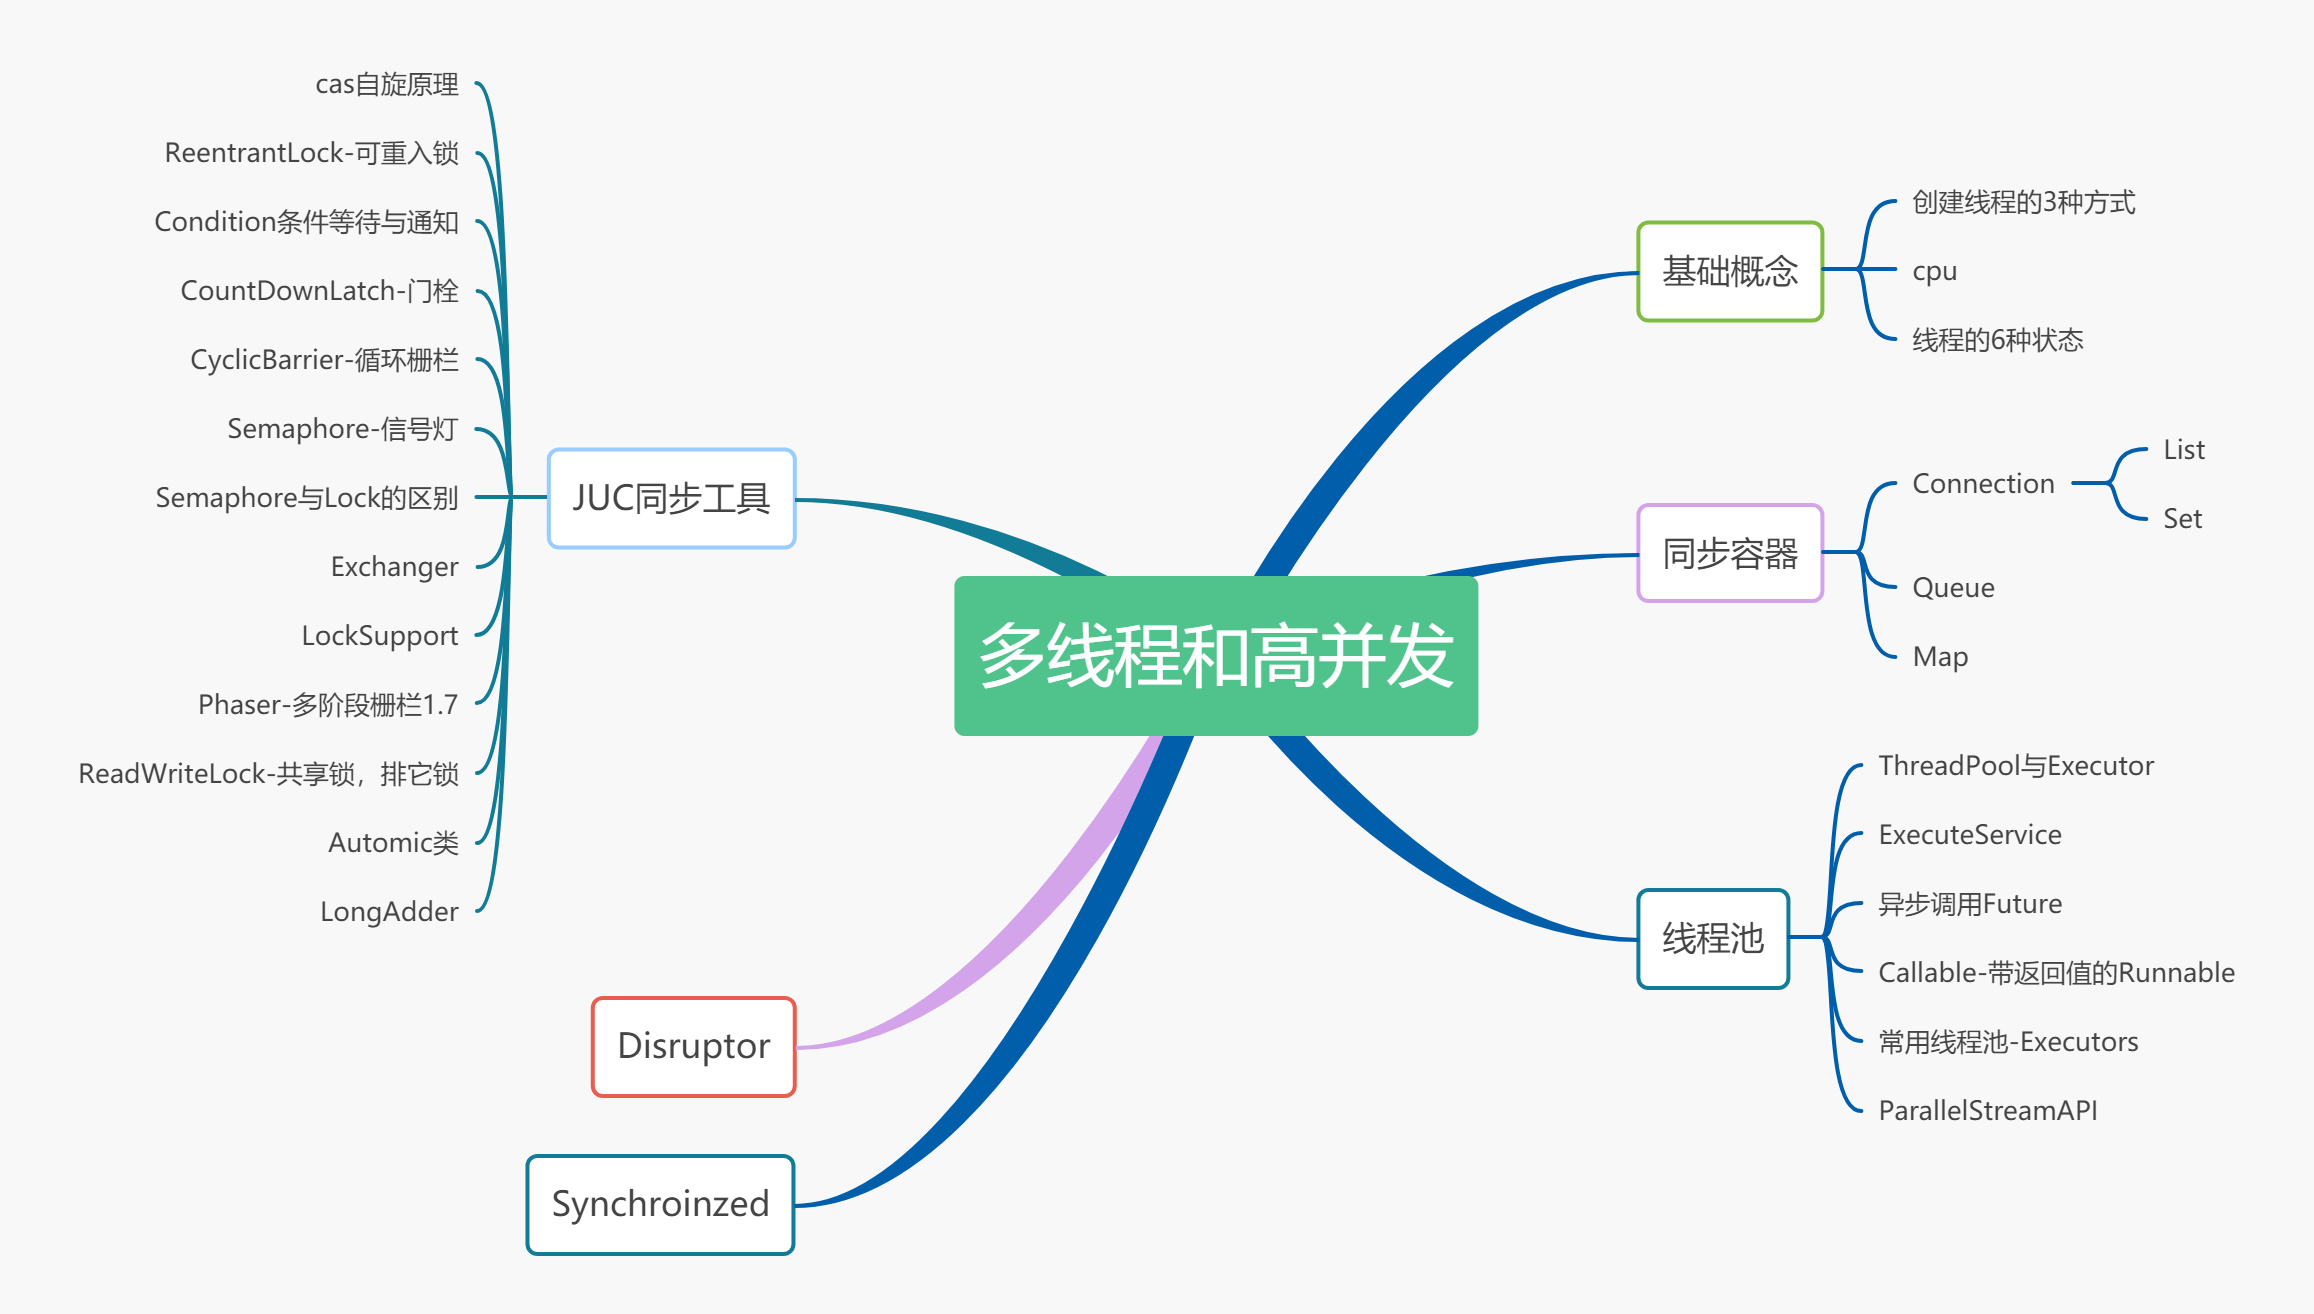 多线程和高并发
基础概念
创建线程的3种方式
cpu
线程的6种状态
同步容器
Connection
List
Set
Queue
Map
线程池
ThreadPool与Executor
ExecuteService
异步调用Future
Callable-带返回值的Runnable
常用线程池-Executors
ParallelStreamAPI
JUC同步工具
cas自旋原理
ReentrantLock-可重入锁
Condition条件等待与通知
CountDownLatch-门栓
CyclicBarrier-循环栅栏
Semaphore-信号灯
Semaphore与Lock的区别
Exchanger
LockSupport
Phaser-多阶段栅栏1.7
ReadWriteLock-共享锁，排它锁
Automic类
LongAdder
Disruptor
Synchroinzed